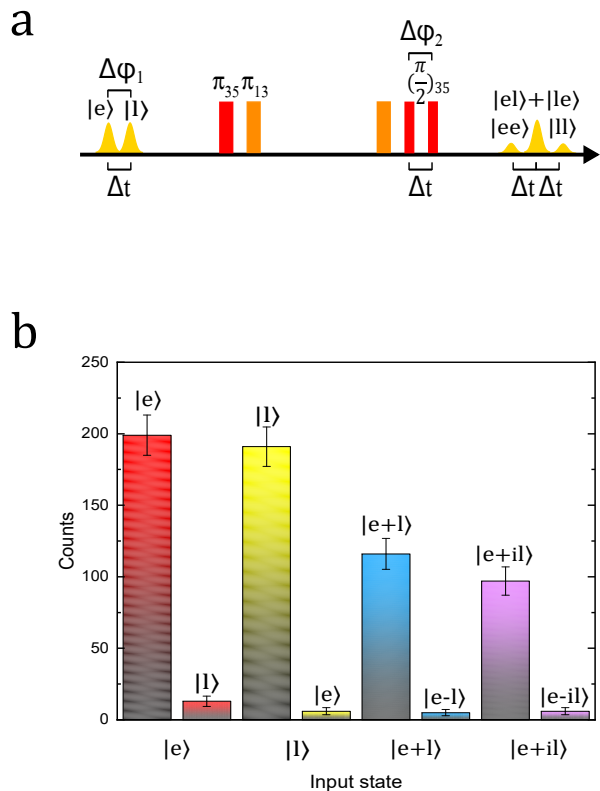 a
Δφ₁
Δφ₂
|e⟩ |l⟩
π₃₅ π₁₃
(π/2)₃₅
|el⟩+|le⟩
|ee⟩ |ll⟩
Δt
Δt
Δt Δt
b
250
200
150
100
50
0
Counts
|e⟩
|l⟩
|l⟩
|e⟩
|e+l⟩
|e-l⟩
|e+il⟩
|e-il⟩
|e⟩ |l⟩ |e+l⟩ |e+il⟩
Input state